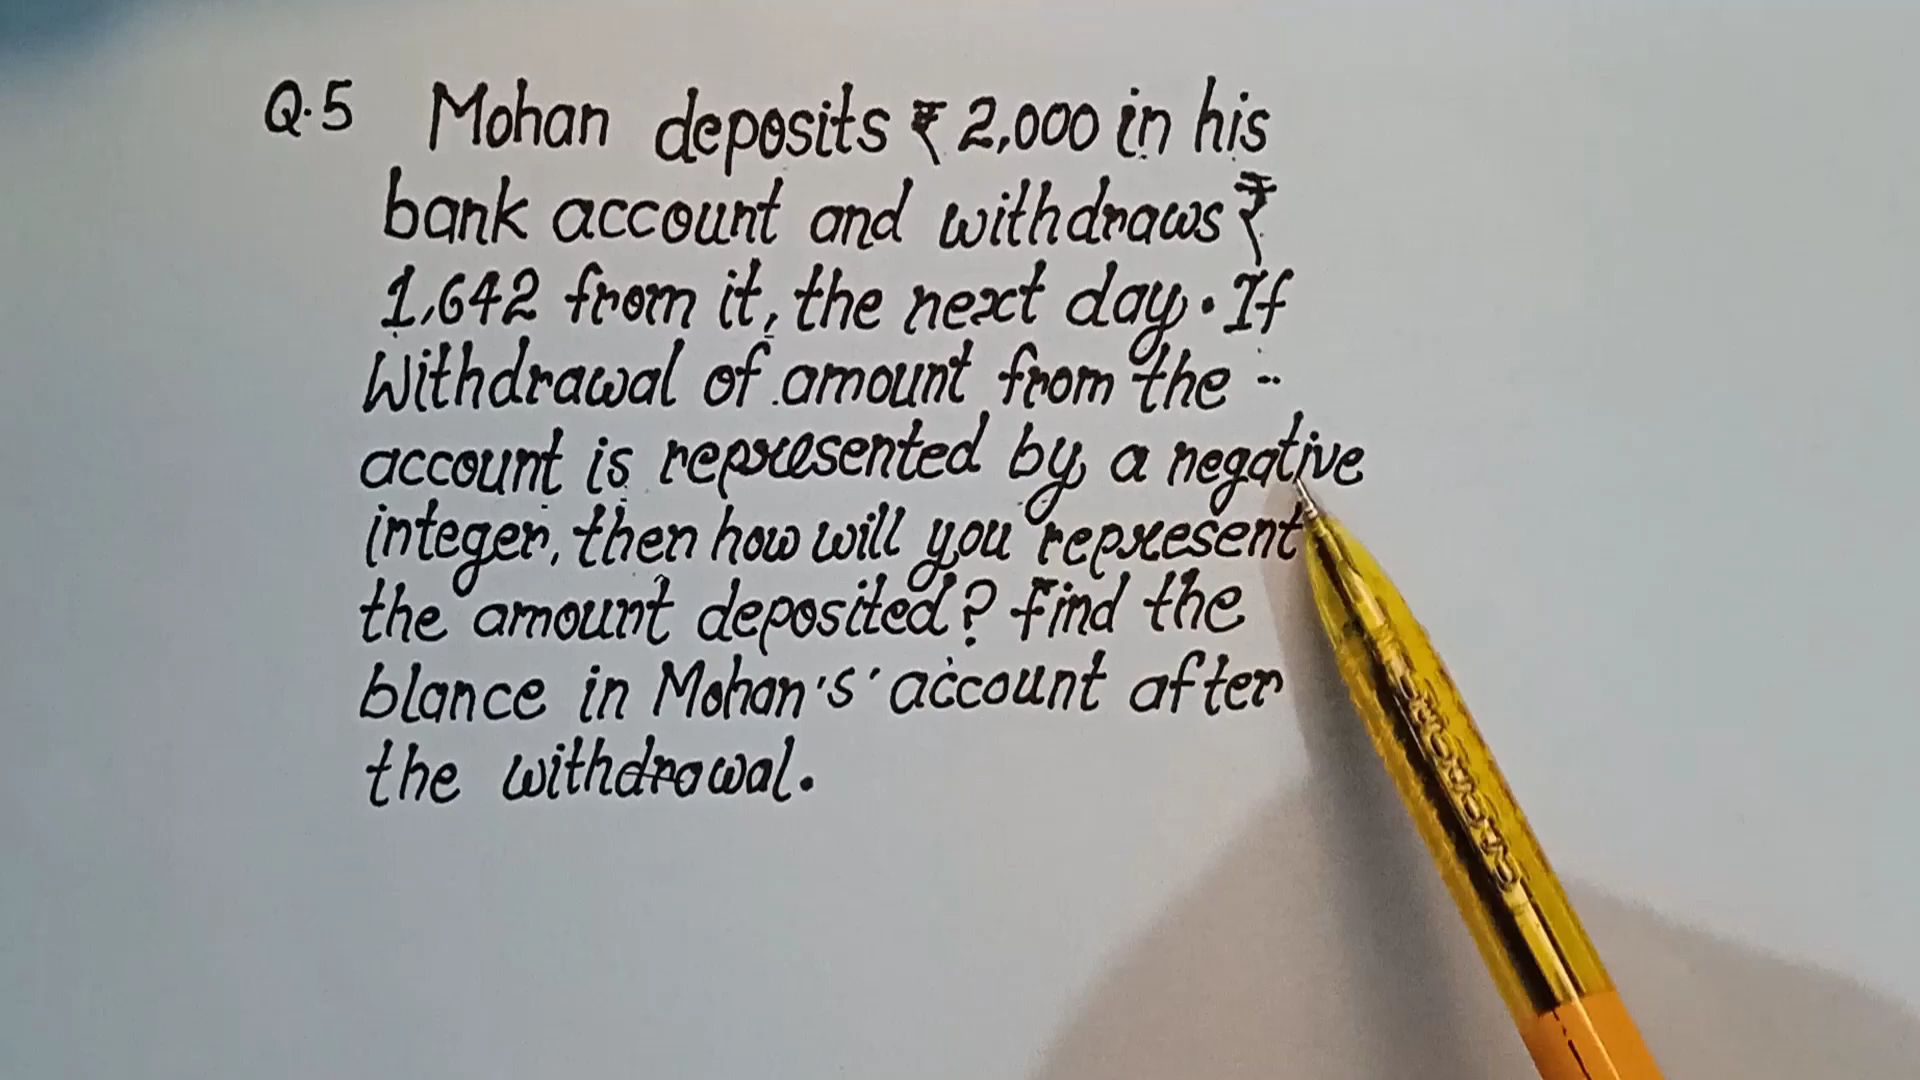 Q.5 Mohan deposits ₹ 2,000 in his
bank account and withdraws ₹
1,642 from it, the next day. If
Withdrawal of amount from the --
account is represented by a negative
integer, then how will you represent
the amount deposited? Find the
blance in Mohan's account after
the withdrawal.